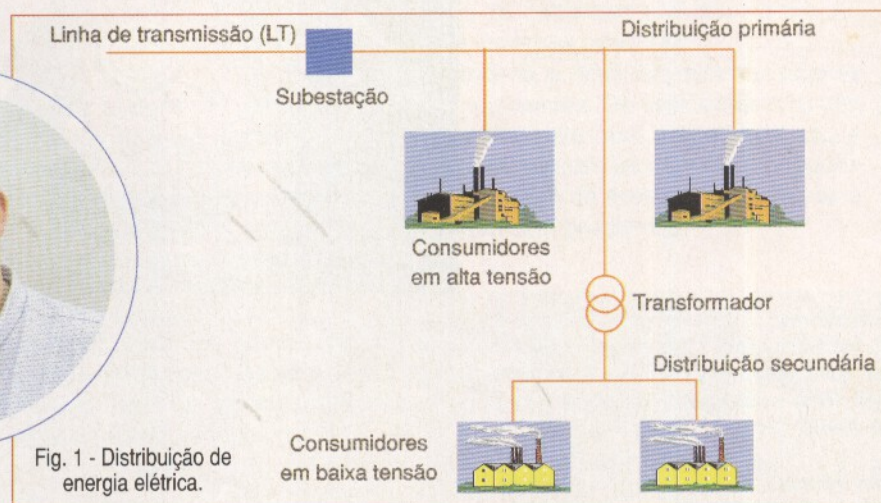 Linha de transmissão (LT)
Distribuição primária
Subestação
Consumidores
em alta tensão
Transformador
Distribuição secundária
Consumidores
em baixa tensão
Fig. 1 - Distribuição de
energia elétrica.